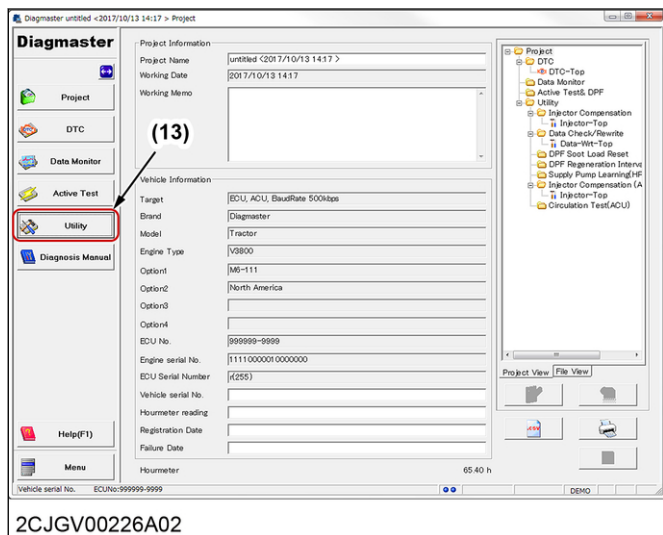 Diagmaster untitled <2017/10/13 14:17 > Project
Diagmaster
Project
DTC
Data Monitor
Active Test
Utility
Diagnosis Manual
Help(F1)
Menu
(13)
Project Information
Project Name untitled <2017/10/13 14:17 >
Working Date 2017/10/13 14:17
Working Memo
Vehicle Information
Target ECU, ACU, BaudRate 500kbps
Brand Diagmaster
Model Tractor
Engine Type V3800
Option1 M6-111
Option2 North America
Option3
Option4
ECU No. 999999-9999
Engine serial No. 11110000010000000
ECU Serial Number r(255)
Vehicle serial No.
Hourmeter reading
Registration Date
Failure Date
Hourmeter 65.40 h
Project
DTC
DTC-Top
Data Monitor
Active Test& DPF
Utility
Injector Compensation
Injector-Top
Data Check/Rewrite
Data-Wrt-Top
DPF Soot Load Reset
DPF Regeneration Interva
Supply Pump Learning(HF
Injector Compensation (A
Injector-Top
Circulation Test(ACU)
Project View File View
CSV
Vehicle serial No. ECUNo:999999-9999 DEMO
2CJGV00226A02